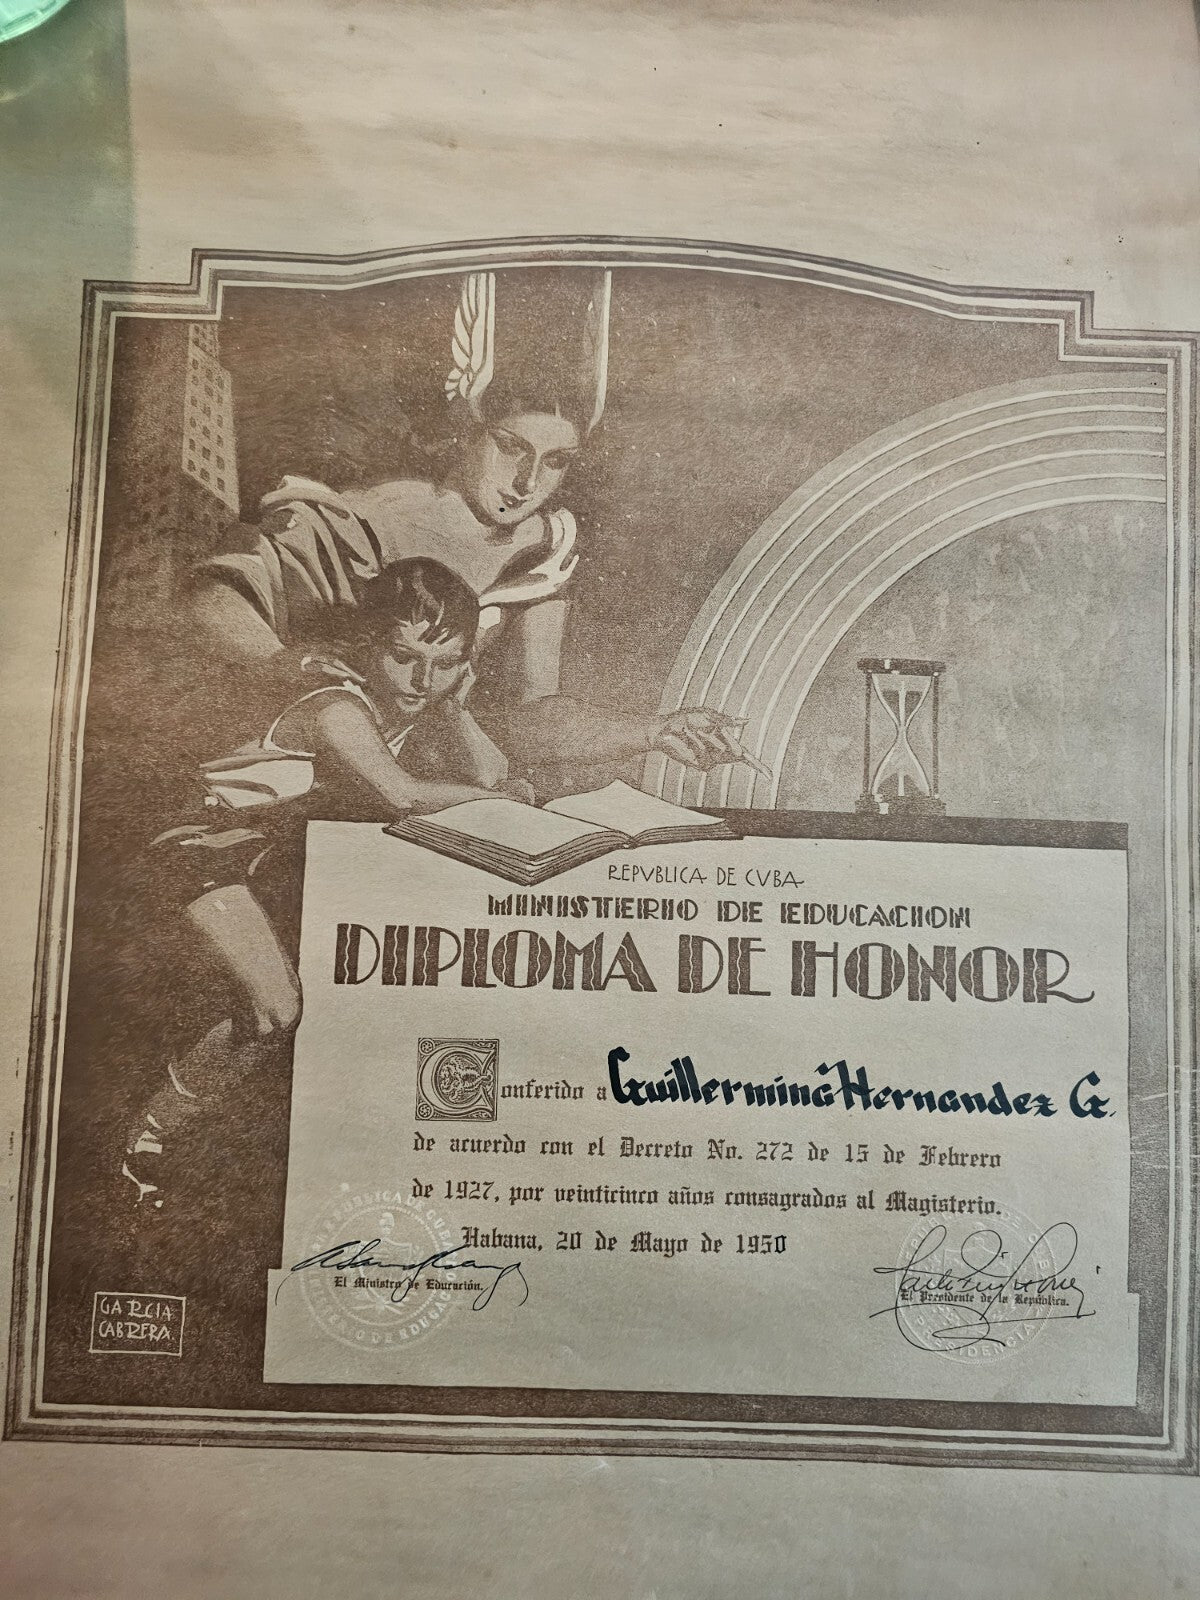 REPVBLICA DE CVBA
MINISTERIO DE EDUCACION
DIPLOMA DE HONOR
Conferido a Guillermina Hernandez G.
de acuerdo con el Decreto No. 272 de 15 de Febrero
de 1927, por veinticinco años consagrados al Magisterio.
Habana, 20 de Mayo de 1950
El Ministro de Educación.
El Presidente de la República.
GARCIA
CABRERA.